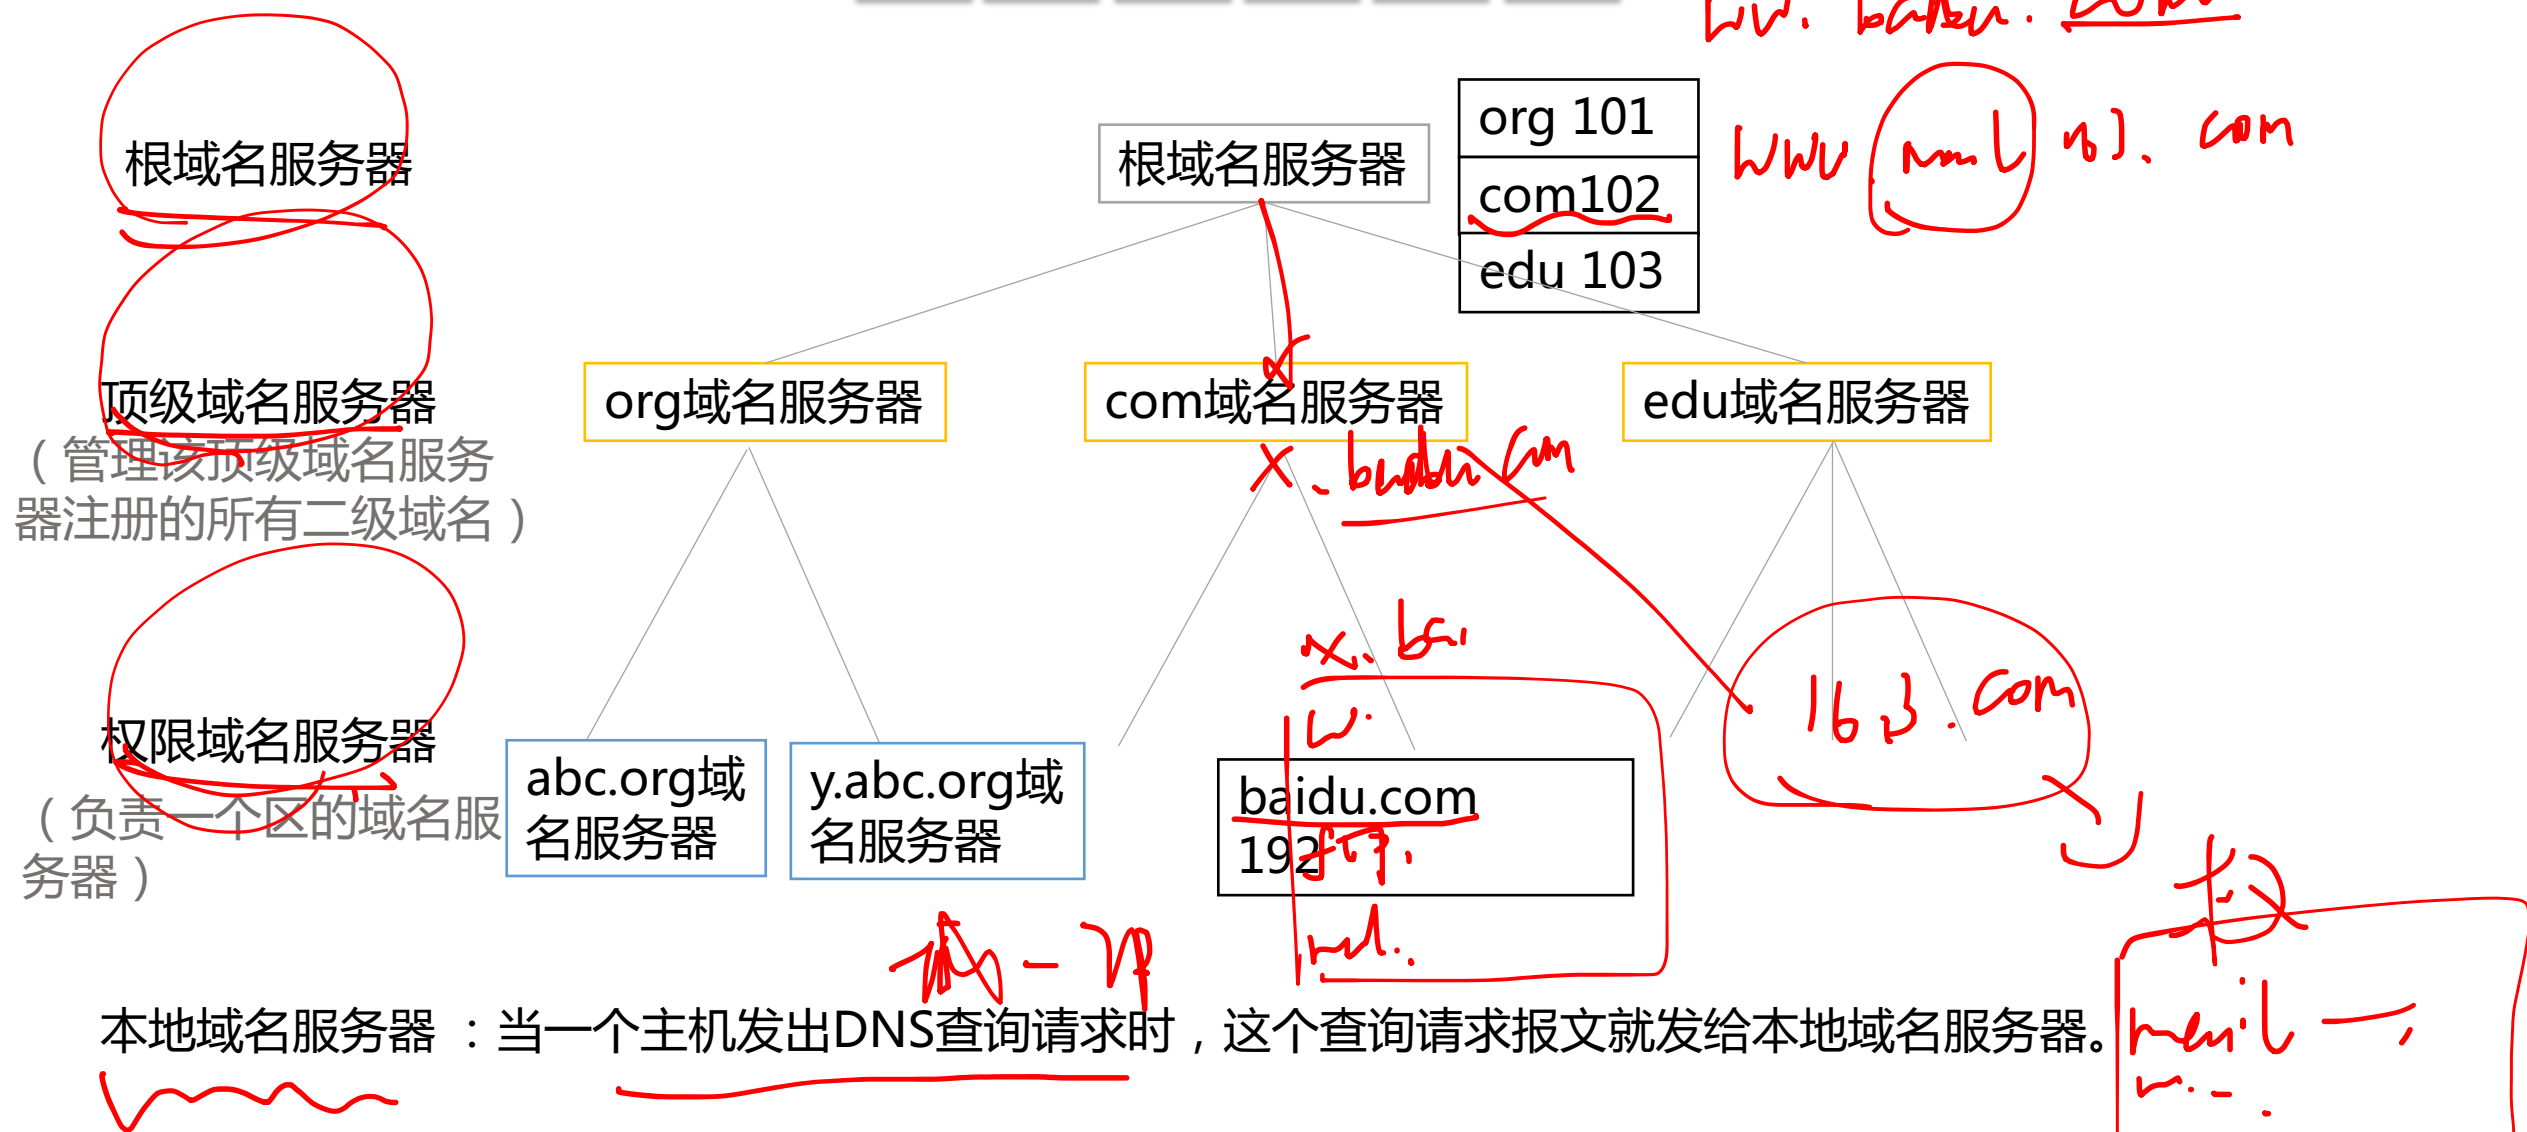 org 101
根域名服务器
根域名服务器
com102
com
edu 103
顶级域名服务器
org域名服务器
com域名服务器
edu域名服务器
（管理该顶级域名服务
器注册的所有二级域名）
x.baidu.com
163.com
权限域名服务器
abc.org域
名服务器
y.abc.org域
名服务器
baidu.com
192
（负责一个区的域名服
务器）
本地域名服务器 ：当一个主机发出DNS查询请求时，这个查询请求报文就发给本地域名服务器。